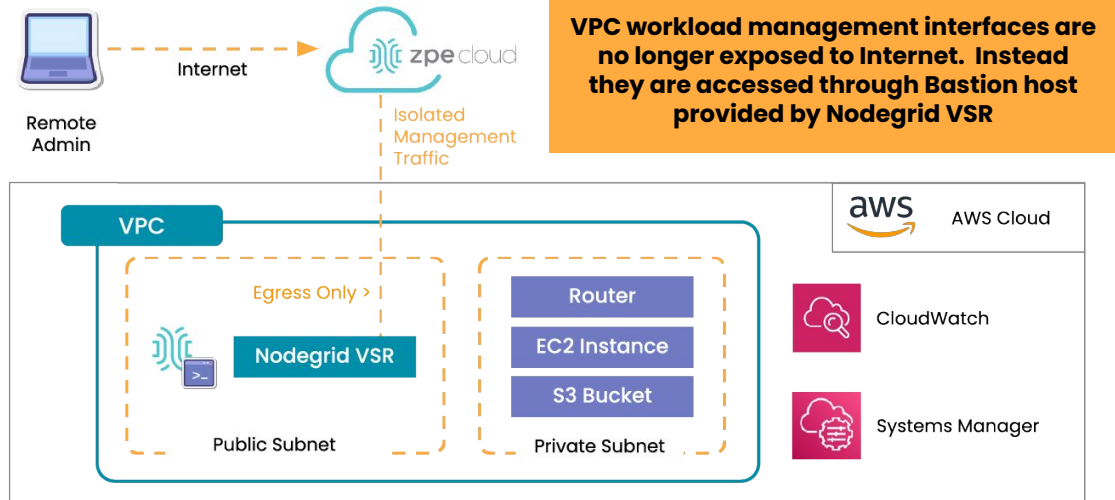 VPC workload management interfaces are
no longer exposed to Internet.  Instead
they are accessed through Bastion host
provided by Nodegrid VSR
Remote
Admin
Internet
zpe cloud
Isolated
Management
Traffic
aws
AWS Cloud
VPC
Egress Only >
>_
Nodegrid VSR
Public Subnet
Router
EC2 Instance
S3 Bucket
Private Subnet
CloudWatch
Systems Manager